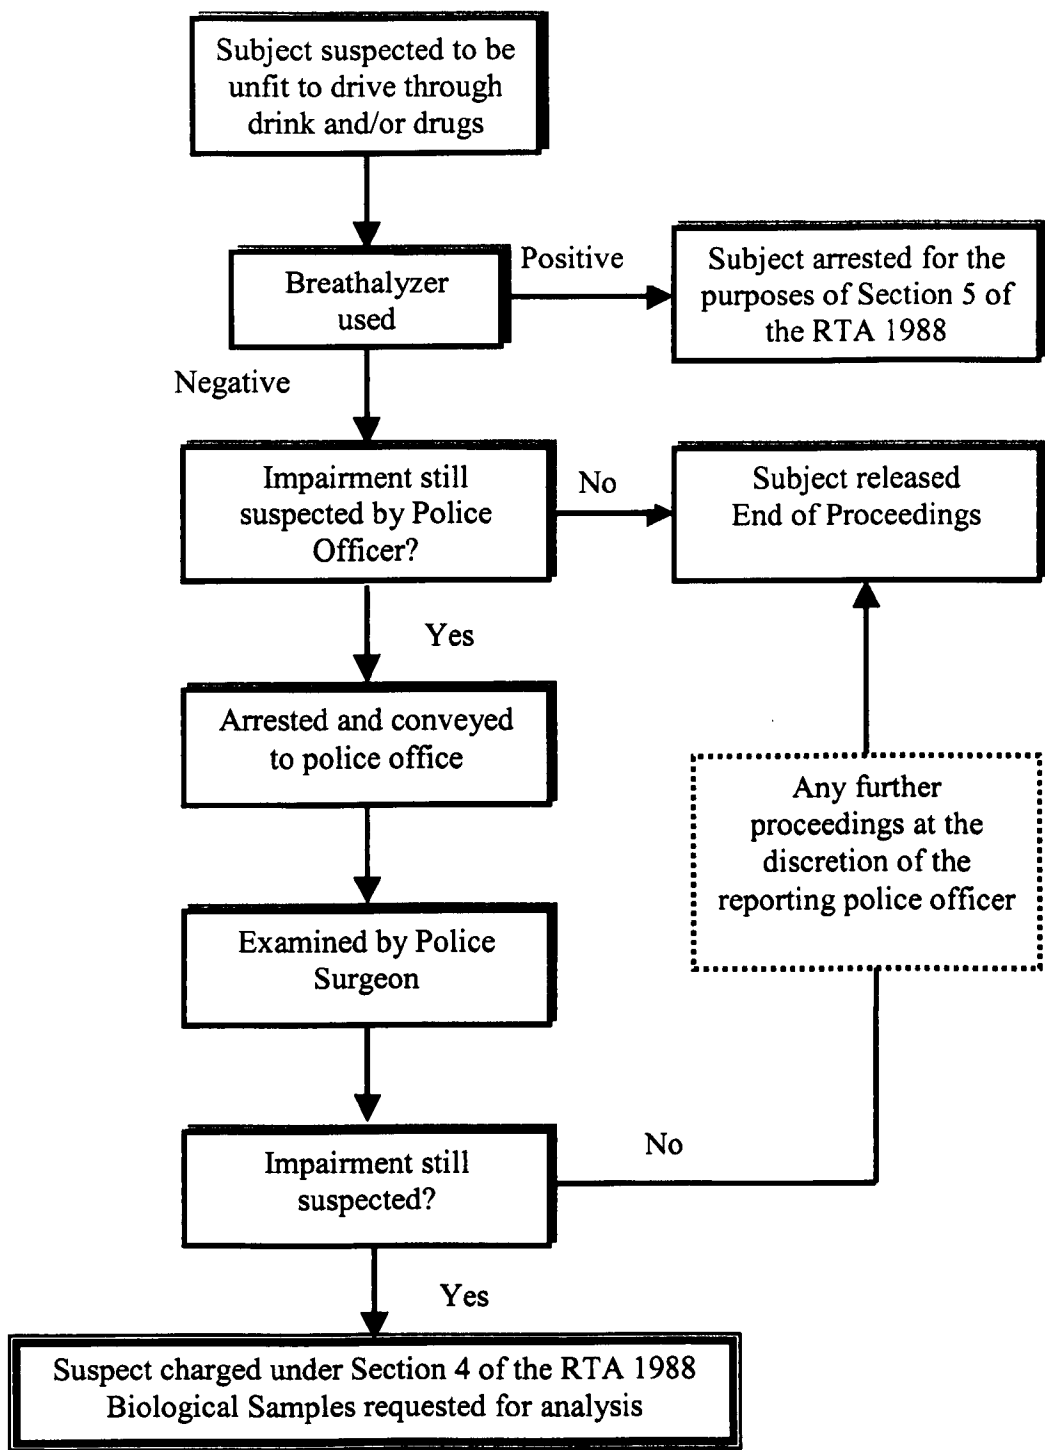 Subject suspected to be
unfit to drive through
drink and/or drugs
Breathalyzer
used
Positive
Subject arrested for the
purposes of Section 5 of
the RTA 1988
Negative
Impairment still
suspected by Police
Officer?
No
Subject released
End of Proceedings
Yes
Arrested and conveyed
to police office
Any further
proceedings at the
discretion of the
reporting police officer
Examined by Police
Surgeon
Impairment still
suspected?
No
Yes
Suspect charged under Section 4 of the RTA 1988
Biological Samples requested for analysis